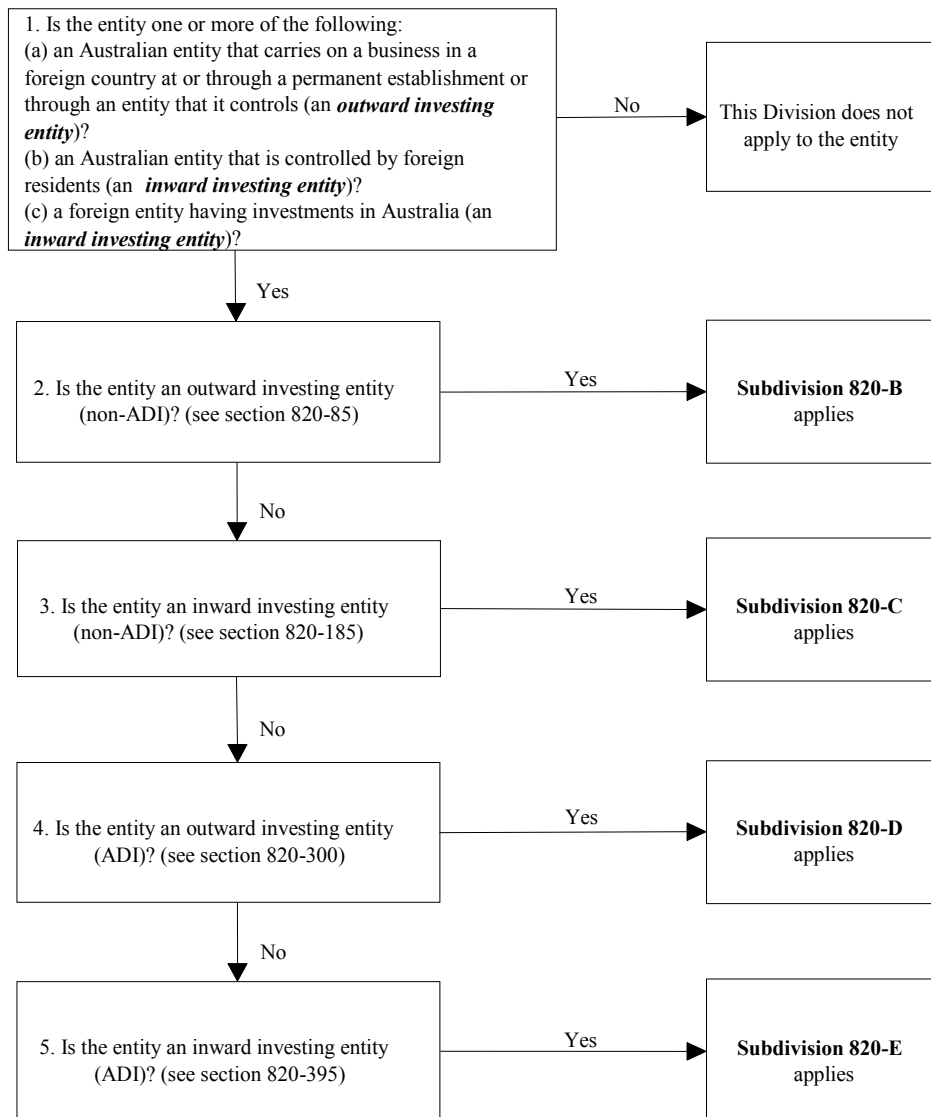 1. Is the entity one or more of the following:
(a) an Australian entity that carries on a business in a
foreign country at or through a permanent establishment or
through an entity that it controls (an outward investing
entity)?
(b) an Australian entity that is controlled by foreign
residents (an inward investing entity)?
(c) a foreign entity having investments in Australia (an
inward investing entity)?
No
This Division does not
apply to the entity
Yes
2. Is the entity an outward investing entity
(non-ADI)? (see section 820-85)
Yes
Subdivision 820-B
applies
No
3. Is the entity an inward investing entity
(non-ADI)? (see section 820-185)
Yes
Subdivision 820-C
applies
No
4. Is the entity an outward investing entity
(ADI)? (see section 820-300)
Yes
Subdivision 820-D
applies
No
5. Is the entity an inward investing entity
(ADI)? (see section 820-395)
Yes
Subdivision 820-E
applies